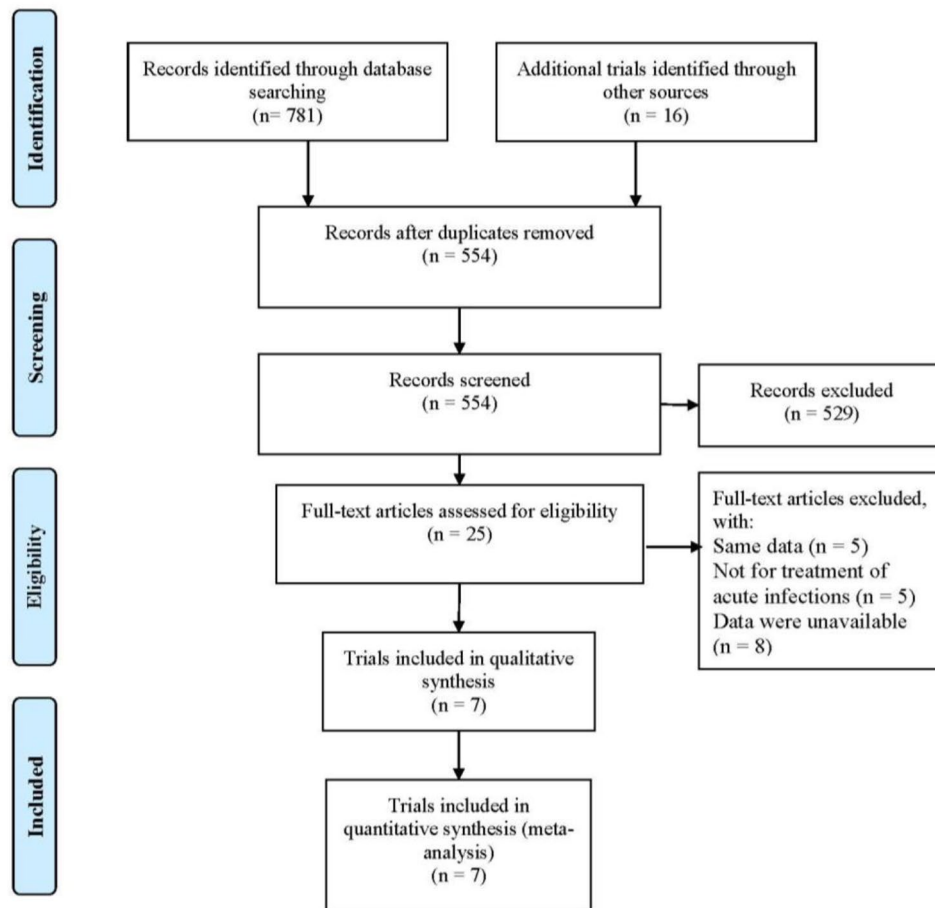 Identification
Records identified through database
searching
(n= 781)
Additional trials identified through
other sources
(n = 16)
Records after duplicates removed
(n = 554)
Screening
Records screened
(n = 554)
Records excluded
(n = 529)
Eligibility
Full-text articles assessed for eligibility
(n = 25)
Full-text articles excluded,
with:
Same data (n = 5)
Not for treatment of
acute infections (n = 5)
Data were unavailable
(n = 8)
Trials included in qualitative
synthesis
(n = 7)
Included
Trials included in
quantitative synthesis (meta-
analysis)
(n = 7)